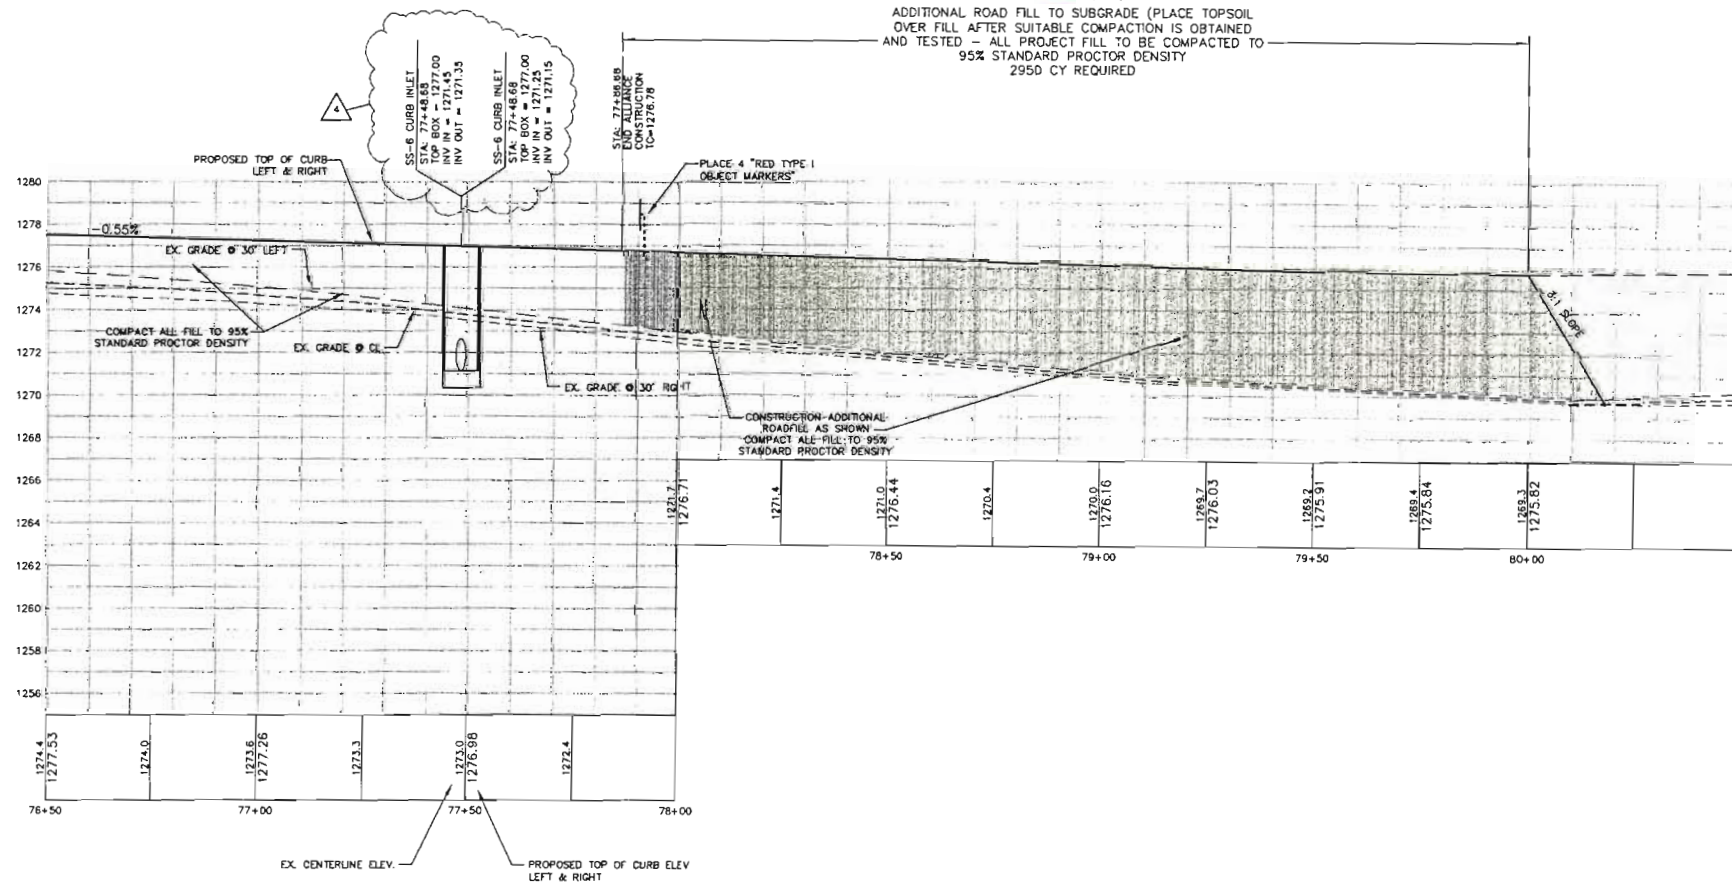 ADDITIONAL ROAD FILL TO SUBGRADE (PLACE TOPSOIL
OVER FILL AFTER SUITABLE COMPACTION IS OBTAINED
AND TESTED - ALL PROJECT FILL TO BE COMPACTED TO
95% STANDARD PROCTOR DENSITY
2950 CY REQUIRED
4
SS-6 CURB INLET
STA: 77+48.68
TOP BOX = 1277.00
INV IN = 1271.45
INV OUT = 1271.35
SS-6 CURB INLET
STA: 77+48.68
TOP BOX = 1277.00
INV IN = 1271.25
INV OUT = 1271.15
STA: 77+86.68
END ALLIANCE
CONSTRUCTION
TC=1276.78
PROPOSED TOP OF CURB
LEFT & RIGHT
PLACE 4 "RED TYPE I
OBJECT MARKERS"
1280
1278
1276
1274
1272
1270
1268
1266
1264
1262
1260
1258
1256
-0.55%
EX. GRADE @ 30' LEFT
COMPACT ALL FILL TO 95%
STANDARD PROCTOR DENSITY
EX. GRADE @ CL
EX. GRADE @ 30' RIGHT
3:1 SLOPE
CONSTRUCTION ADDITIONAL
ROADFILL AS SHOWN
COMPACT ALL FILL TO 95%
STANDARD PROCTOR DENSITY
1271.7
1276.71
1271.4
1271.0
1276.44
1270.4
1270.0
1276.16
1269.7
1276.03
1269.2
1275.91
1269.4
1275.84
1269.3
1275.82
78+50
79+00
79+50
80+00
1274.4
1277.53
1274.0
1273.6
1277.26
1273.3
1273.0
1276.98
1272.4
76+50
77+00
77+50
78+00
EX. CENTERLINE ELEV.
PROPOSED TOP OF CURB ELEV
LEFT & RIGHT